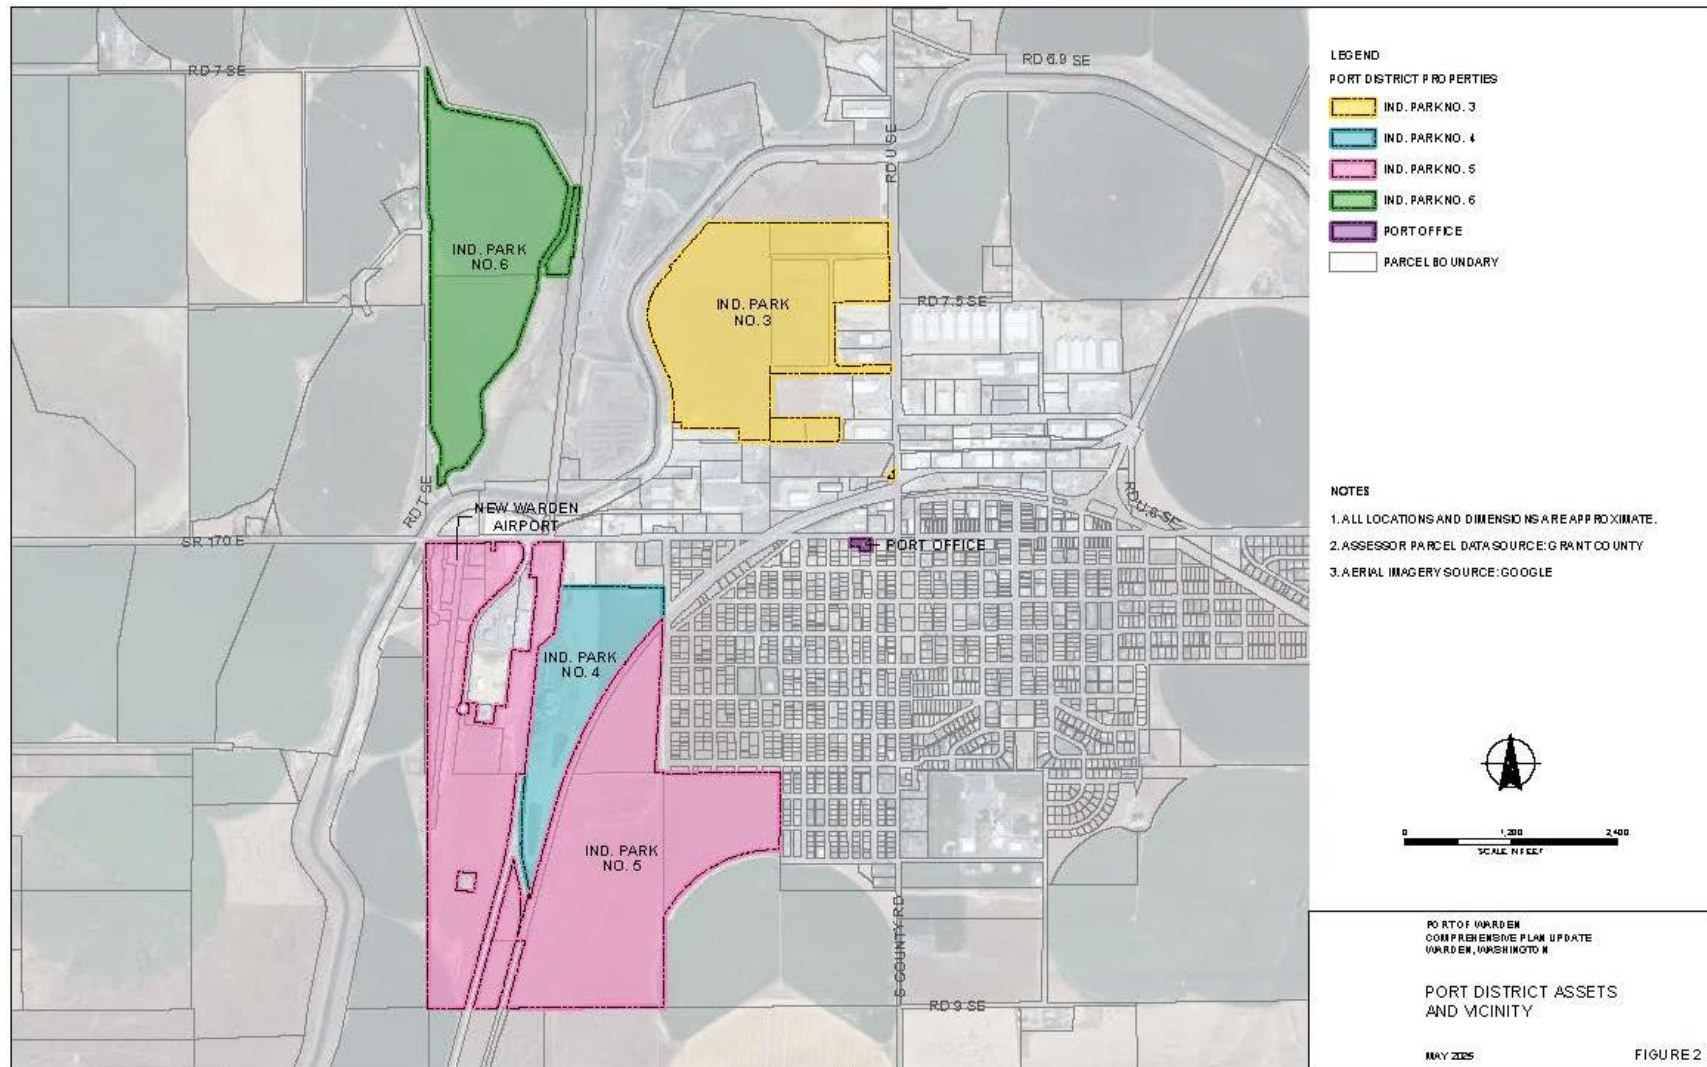 RD 7 SE
RD 6.9 SE
RD U SE
IND. PARK
NO. 6
IND. PARK
NO. 3
RD 7.5 SE
RD T SE
NEW WARDEN
AIRPORT
SR 170 E
RD U.6 SE
PORT OFFICE
IND. PARK
NO. 4
IND. PARK
NO. 5
S COUNTY RD
RD 9 SE
LEGEND
PORT DISTRICT PROPERTIES
IND. PARK NO. 3
IND. PARK NO. 4
IND. PARK NO. 5
IND. PARK NO. 6
PORT OFFICE
PARCEL BOUNDARY
NOTES
1. ALL LOCATIONS AND DIMENSIONS ARE APPROXIMATE.
2. ASSESSOR PARCEL DATA SOURCE: GRANT COUNTY
3. AERIAL IMAGERY SOURCE: GOOGLE
0 1,200 2,400
SCALE IN FEET
PORT OF WARDEN
COMPREHENSIVE PLAN UPDATE
WARDEN, WASHINGTON
PORT DISTRICT ASSETS
AND VICINITY
MAY 2025
FIGURE 2